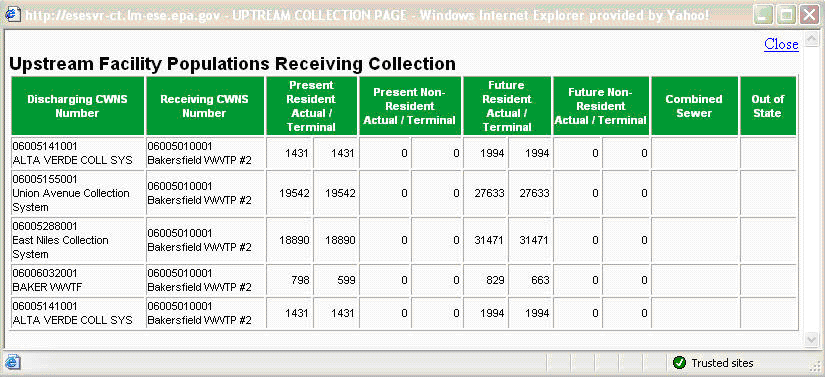 http://esesvr-ct.lm-ese.epa.gov - UPTREAM COLLECTION PAGE - Windows Internet Explorer provided by Yahoo!
Close
Upstream Facility Populations Receiving Collection
Discharging CWNS Number Receiving CWNS Number Present Resident Actual / Terminal Present Non-Resident Actual / Terminal Future Resident Actual / Terminal Future Non-Resident Actual / Terminal Combined Sewer Out of State
06005141001 06005010001
ALTA VERDE COLL SYS Bakersfield WWTP #2 1431 1431 0 0 1994 1994 0 0
06005155001 06005010001
Union Avenue Collection System Bakersfield WWTP #2 19542 19542 0 0 27633 27633 0 0
06005288001 06005010001
East Niles Collection System Bakersfield WWTP #2 18890 18890 0 0 31471 31471 0 0
06006032001 06005010001
BAKER WWTF Bakersfield WWTP #2 798 599 0 0 829 663 0 0
06005141001 06005010001
ALTA VERDE COLL SYS Bakersfield WWTP #2 1431 1431 0 0 1994 1994 0 0
Trusted sites